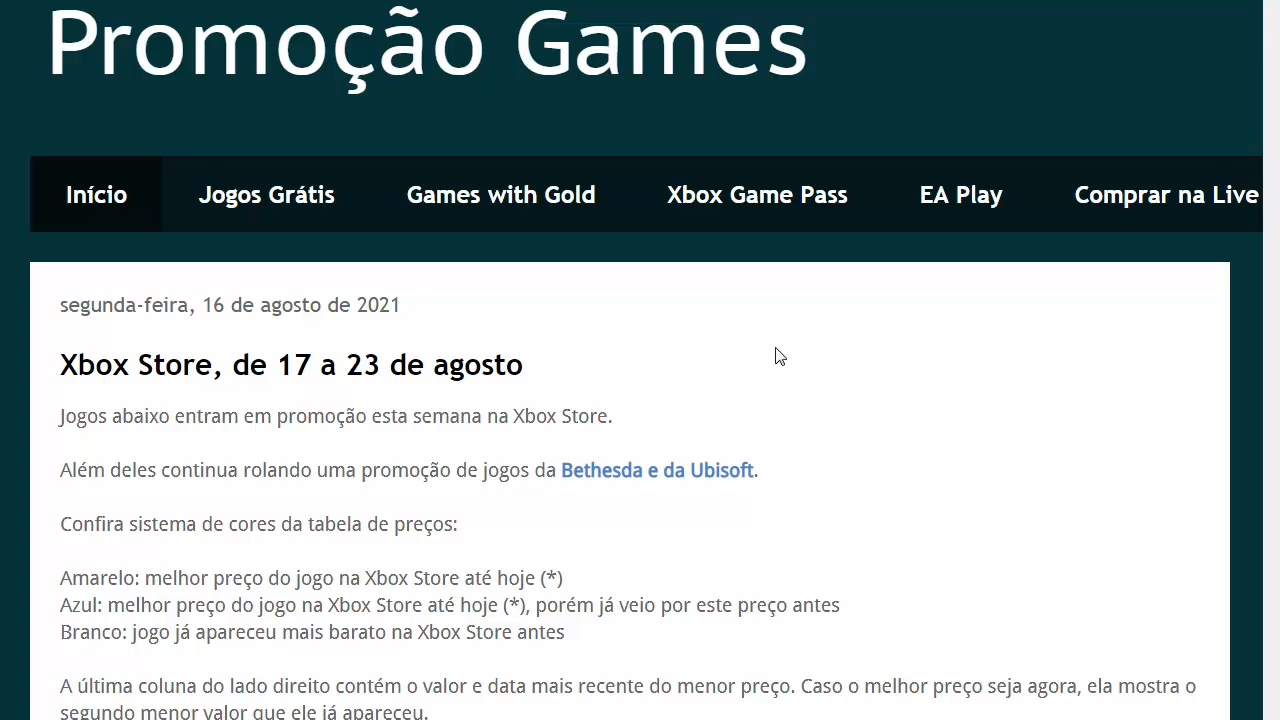 Promoção Games
Início Jogos Grátis Games with Gold Xbox Game Pass EA Play Comprar na Live
segunda-feira, 16 de agosto de 2021
Xbox Store, de 17 a 23 de agosto
Jogos abaixo entram em promoção esta semana na Xbox Store.
Além deles continua rolando uma promoção de jogos da Bethesda e da Ubisoft.
Confira sistema de cores da tabela de preços:
Amarelo: melhor preço do jogo na Xbox Store até hoje (*)
Azul: melhor preço do jogo na Xbox Store até hoje (*), porém já veio por este preço antes
Branco: jogo já apareceu mais barato na Xbox Store antes
A última coluna do lado direito contém o valor e data mais recente do menor preço. Caso o melhor preço seja agora, ela mostra o
segundo menor valor que ele já apareceu.